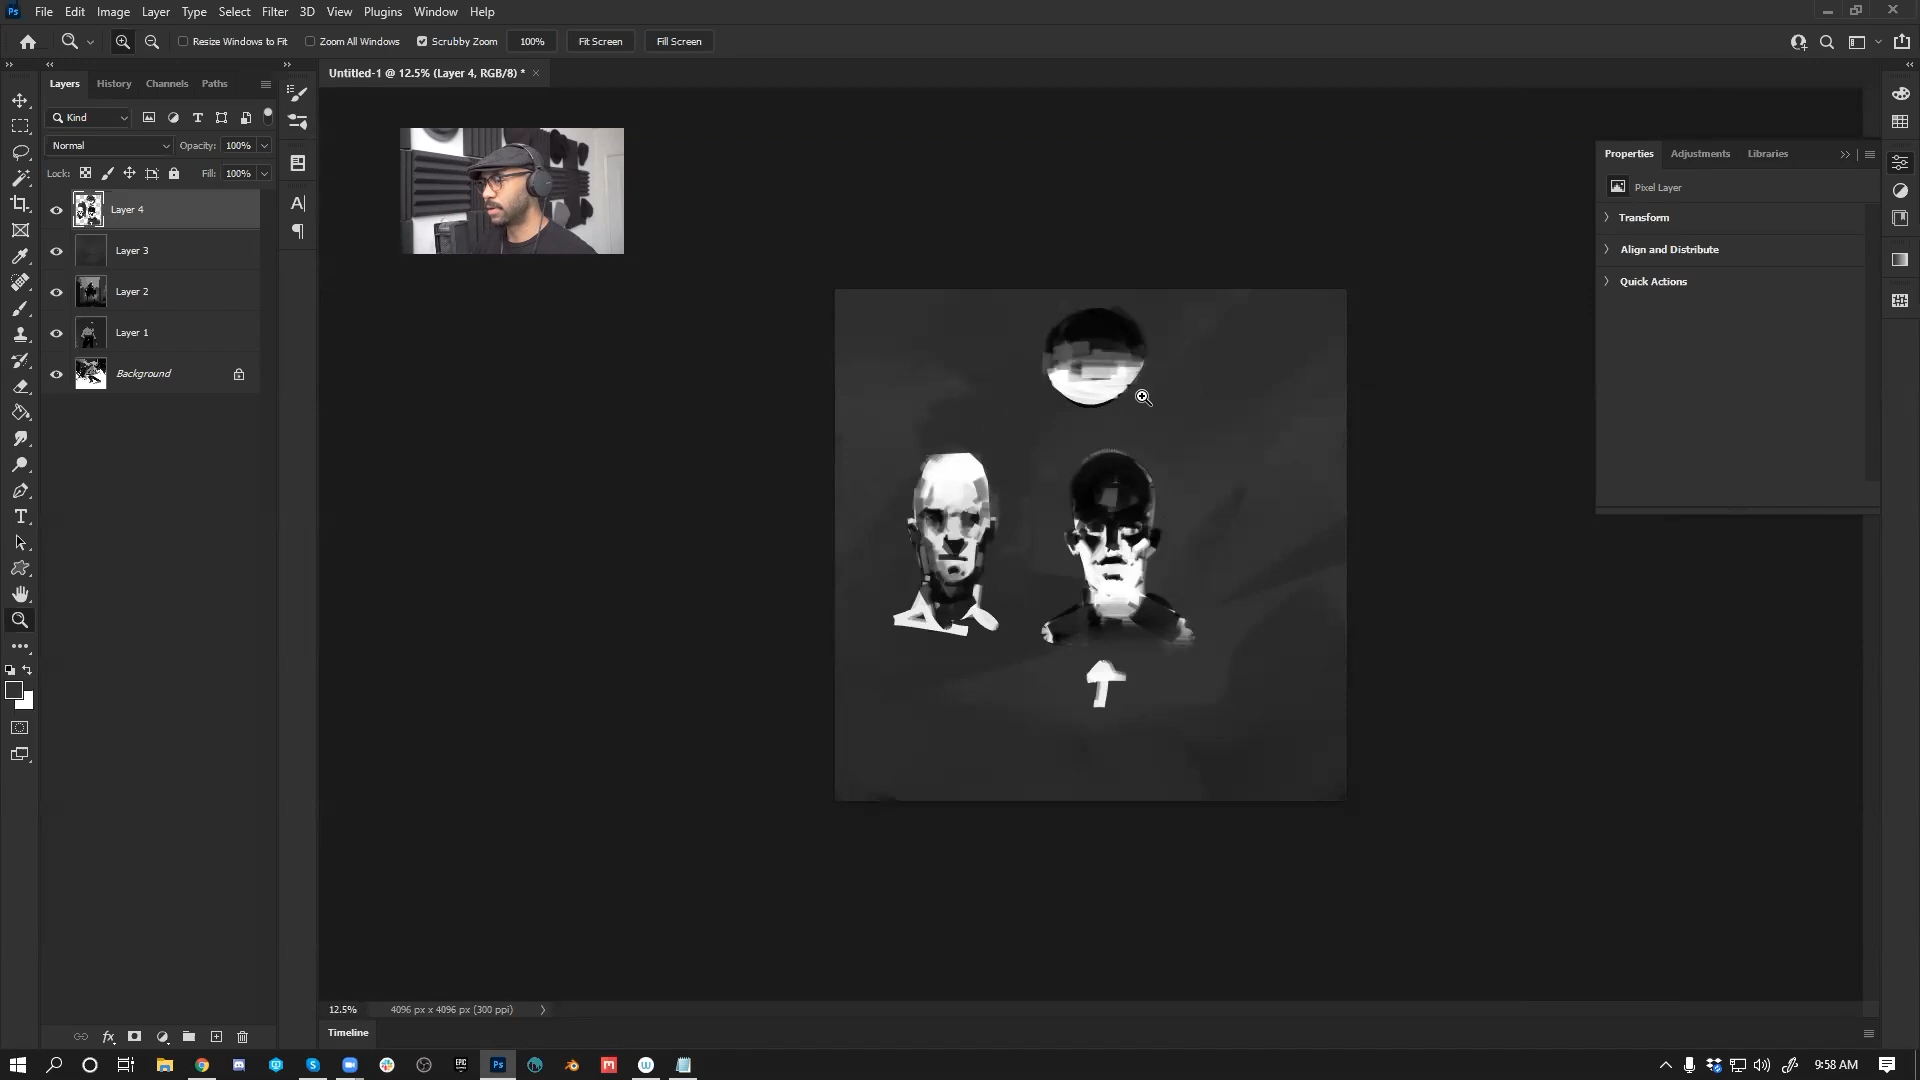 Ps File Edit Image Layer Type Select Filter 3D View Plugins Window Help
Resize Windows to Fit Zoom All Windows Scrubby Zoom 100% Fit Screen Fill Screen
Layers History Channels Paths
Untitled-1 @ 12.5% (Layer 4, RGB/8) *
Kind
Normal Opacity: 100%
Lock: Fill: 100%
Layer 4
Layer 3
Layer 2
Layer 1
Background
Properties Adjustments Libraries
Pixel Layer
Transform
Align and Distribute
Quick Actions
12.5% 4096 px x 4096 px (300 ppi)
Timeline
fx
EPIC
Ps
9:58 AM